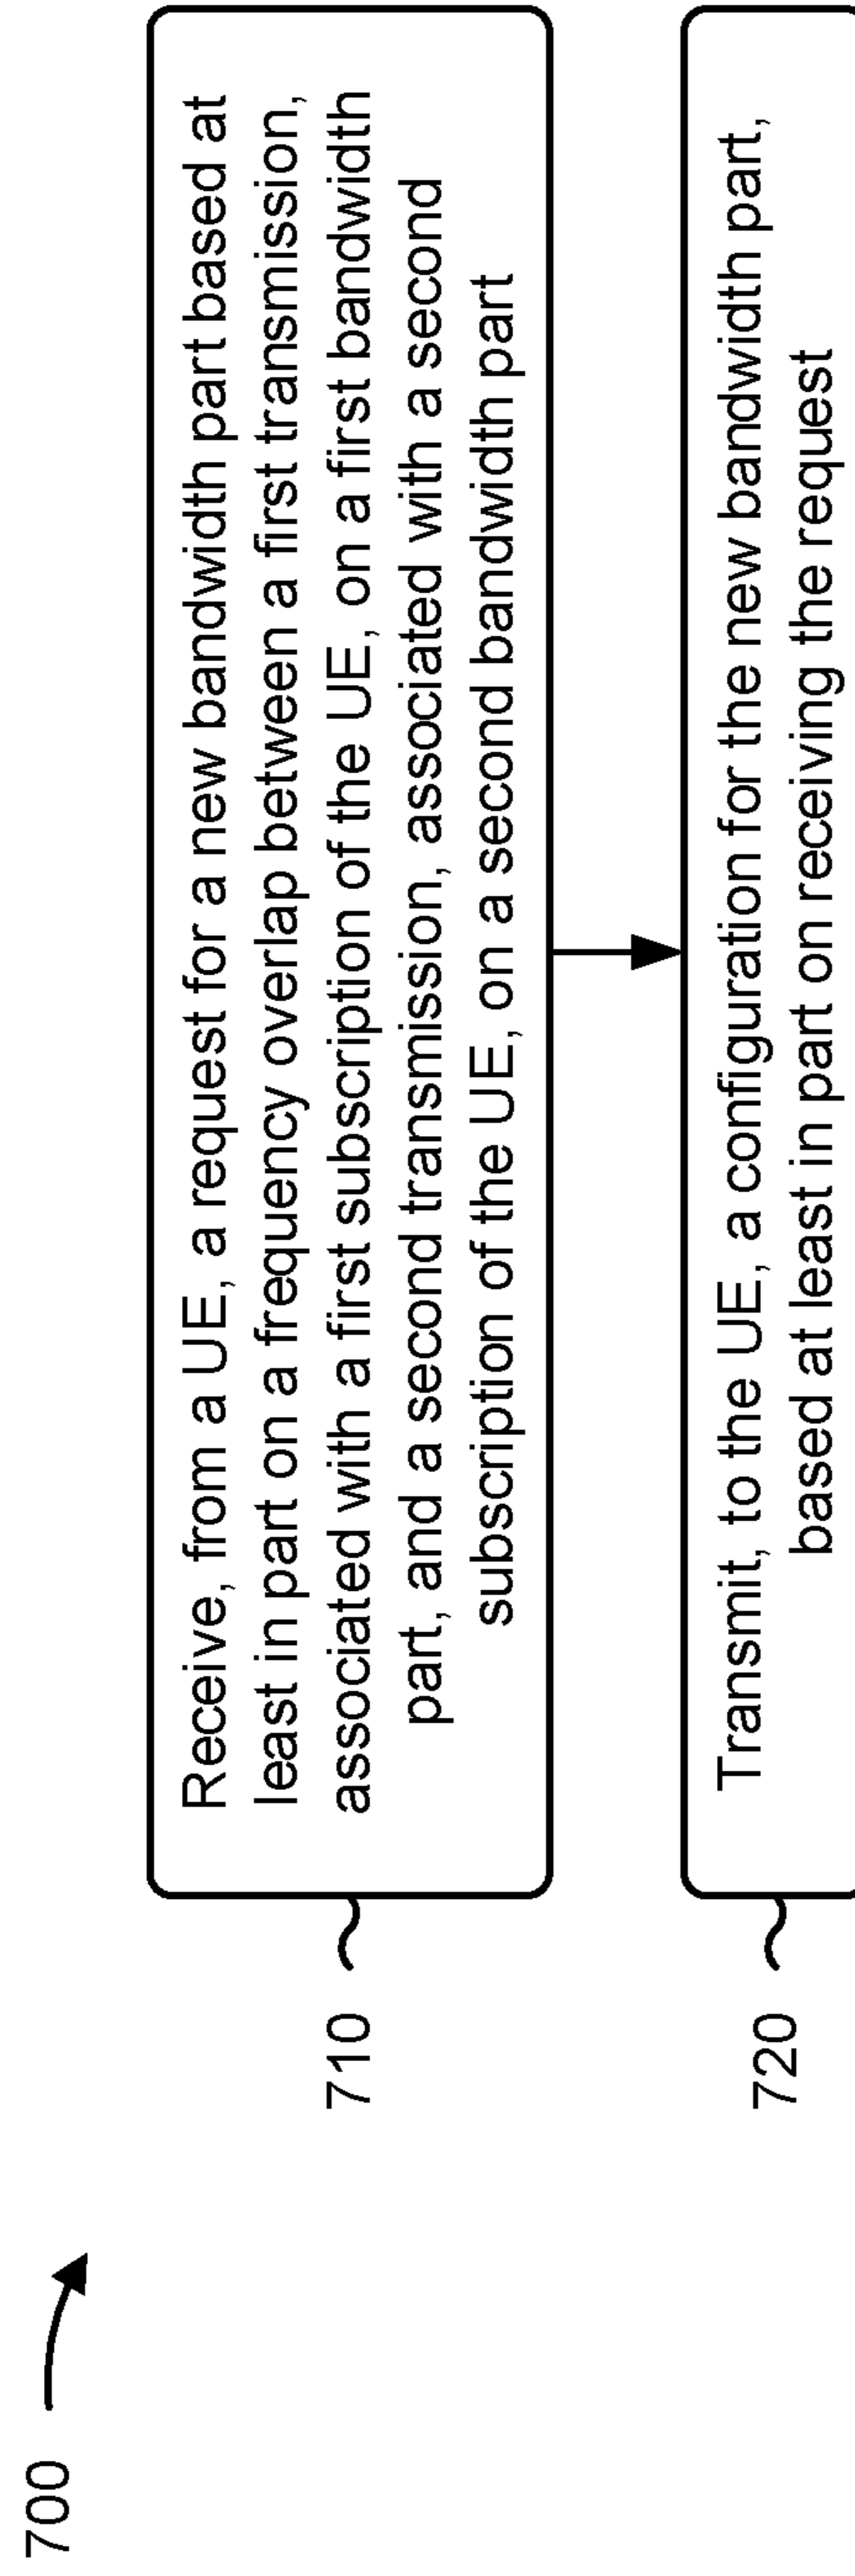 700
710
Receive, from a UE, a request for a new bandwidth part based at
least in part on a frequency overlap between a first transmission,
associated with a first subscription of the UE, on a first bandwidth
part, and a second transmission, associated with a second
subscription of the UE, on a second bandwidth part
720
Transmit, to the UE, a configuration for the new bandwidth part,
based at least in part on receiving the request